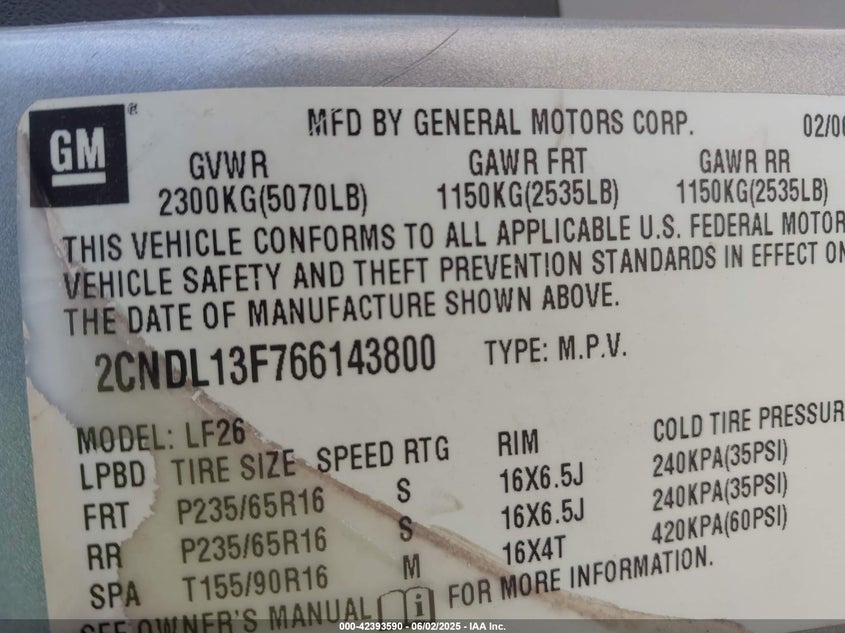 GM ®
MFD BY GENERAL MOTORS CORP.
GVWR GAWR FRT GAWR RR
2300KG(5070LB) 1150KG(2535LB) 1150KG(2535LB)
THIS VEHICLE CONFORMS TO ALL APPLICABLE U.S. FEDERAL MOTOR
VEHICLE SAFETY AND THEFT PREVENTION STANDARDS IN EFFECT ON
THE DATE OF MANUFACTURE SHOWN ABOVE.
2CNDL13F766143800 TYPE: M.P.V.
MODEL: LF26
LPBD TIRE SIZE SPEED RTG RIM COLD TIRE PRESSUR
FRT P235/65R16 S 16X6.5J 240KPA(35PSI)
RR P235/65R16 S 16X6.5J 240KPA(35PSI)
SPA T155/90R16 M 16X4T 420KPA(60PSI)
SEE OWNER'S MANUAL FOR MORE INFORMATION.
000-42393590 - 06/02/2025 - IAA Inc.